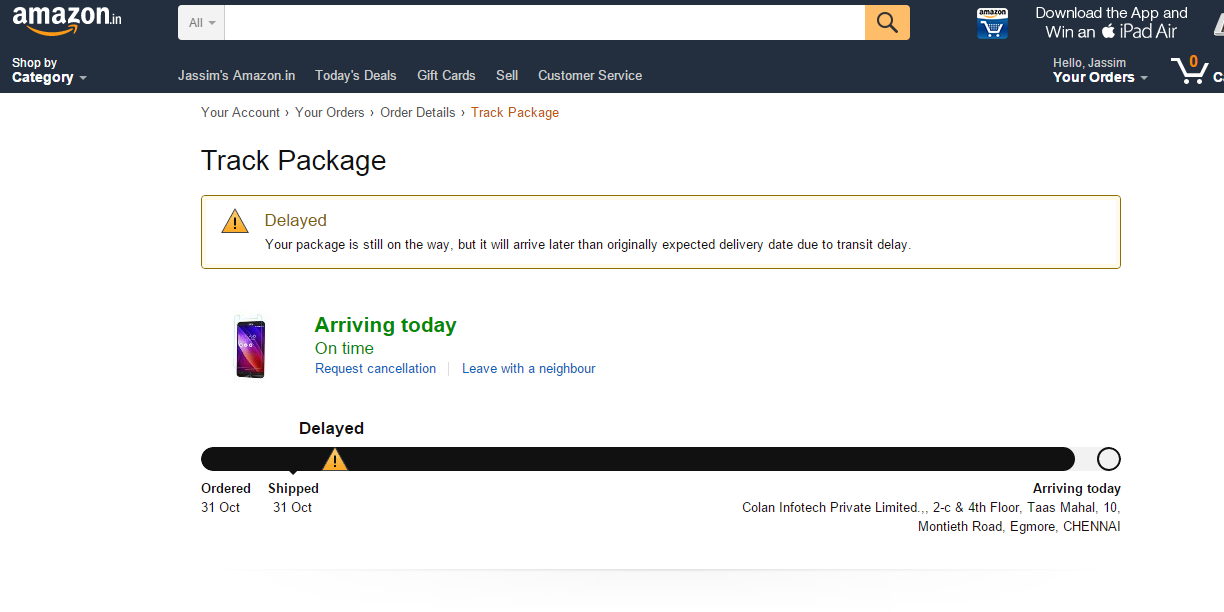 amazon.in
All
amazon
Download the App and
Win an iPad Air
Shop by
Category
Jassim's Amazon.in Today's Deals Gift Cards Sell Customer Service
Hello, Jassim
Your Orders
0
Your Account › Your Orders › Order Details › Track Package
Track Package
Delayed
Your package is still on the way, but it will arrive later than originally expected delivery date due to transit delay.
Arriving today
On time
Request cancellation Leave with a neighbour
Delayed
Ordered Shipped Arriving today
31 Oct 31 Oct Colan Infotech Private Limited.,, 2-c & 4th Floor, Taas Mahal, 10,
Montieth Road, Egmore, CHENNAI